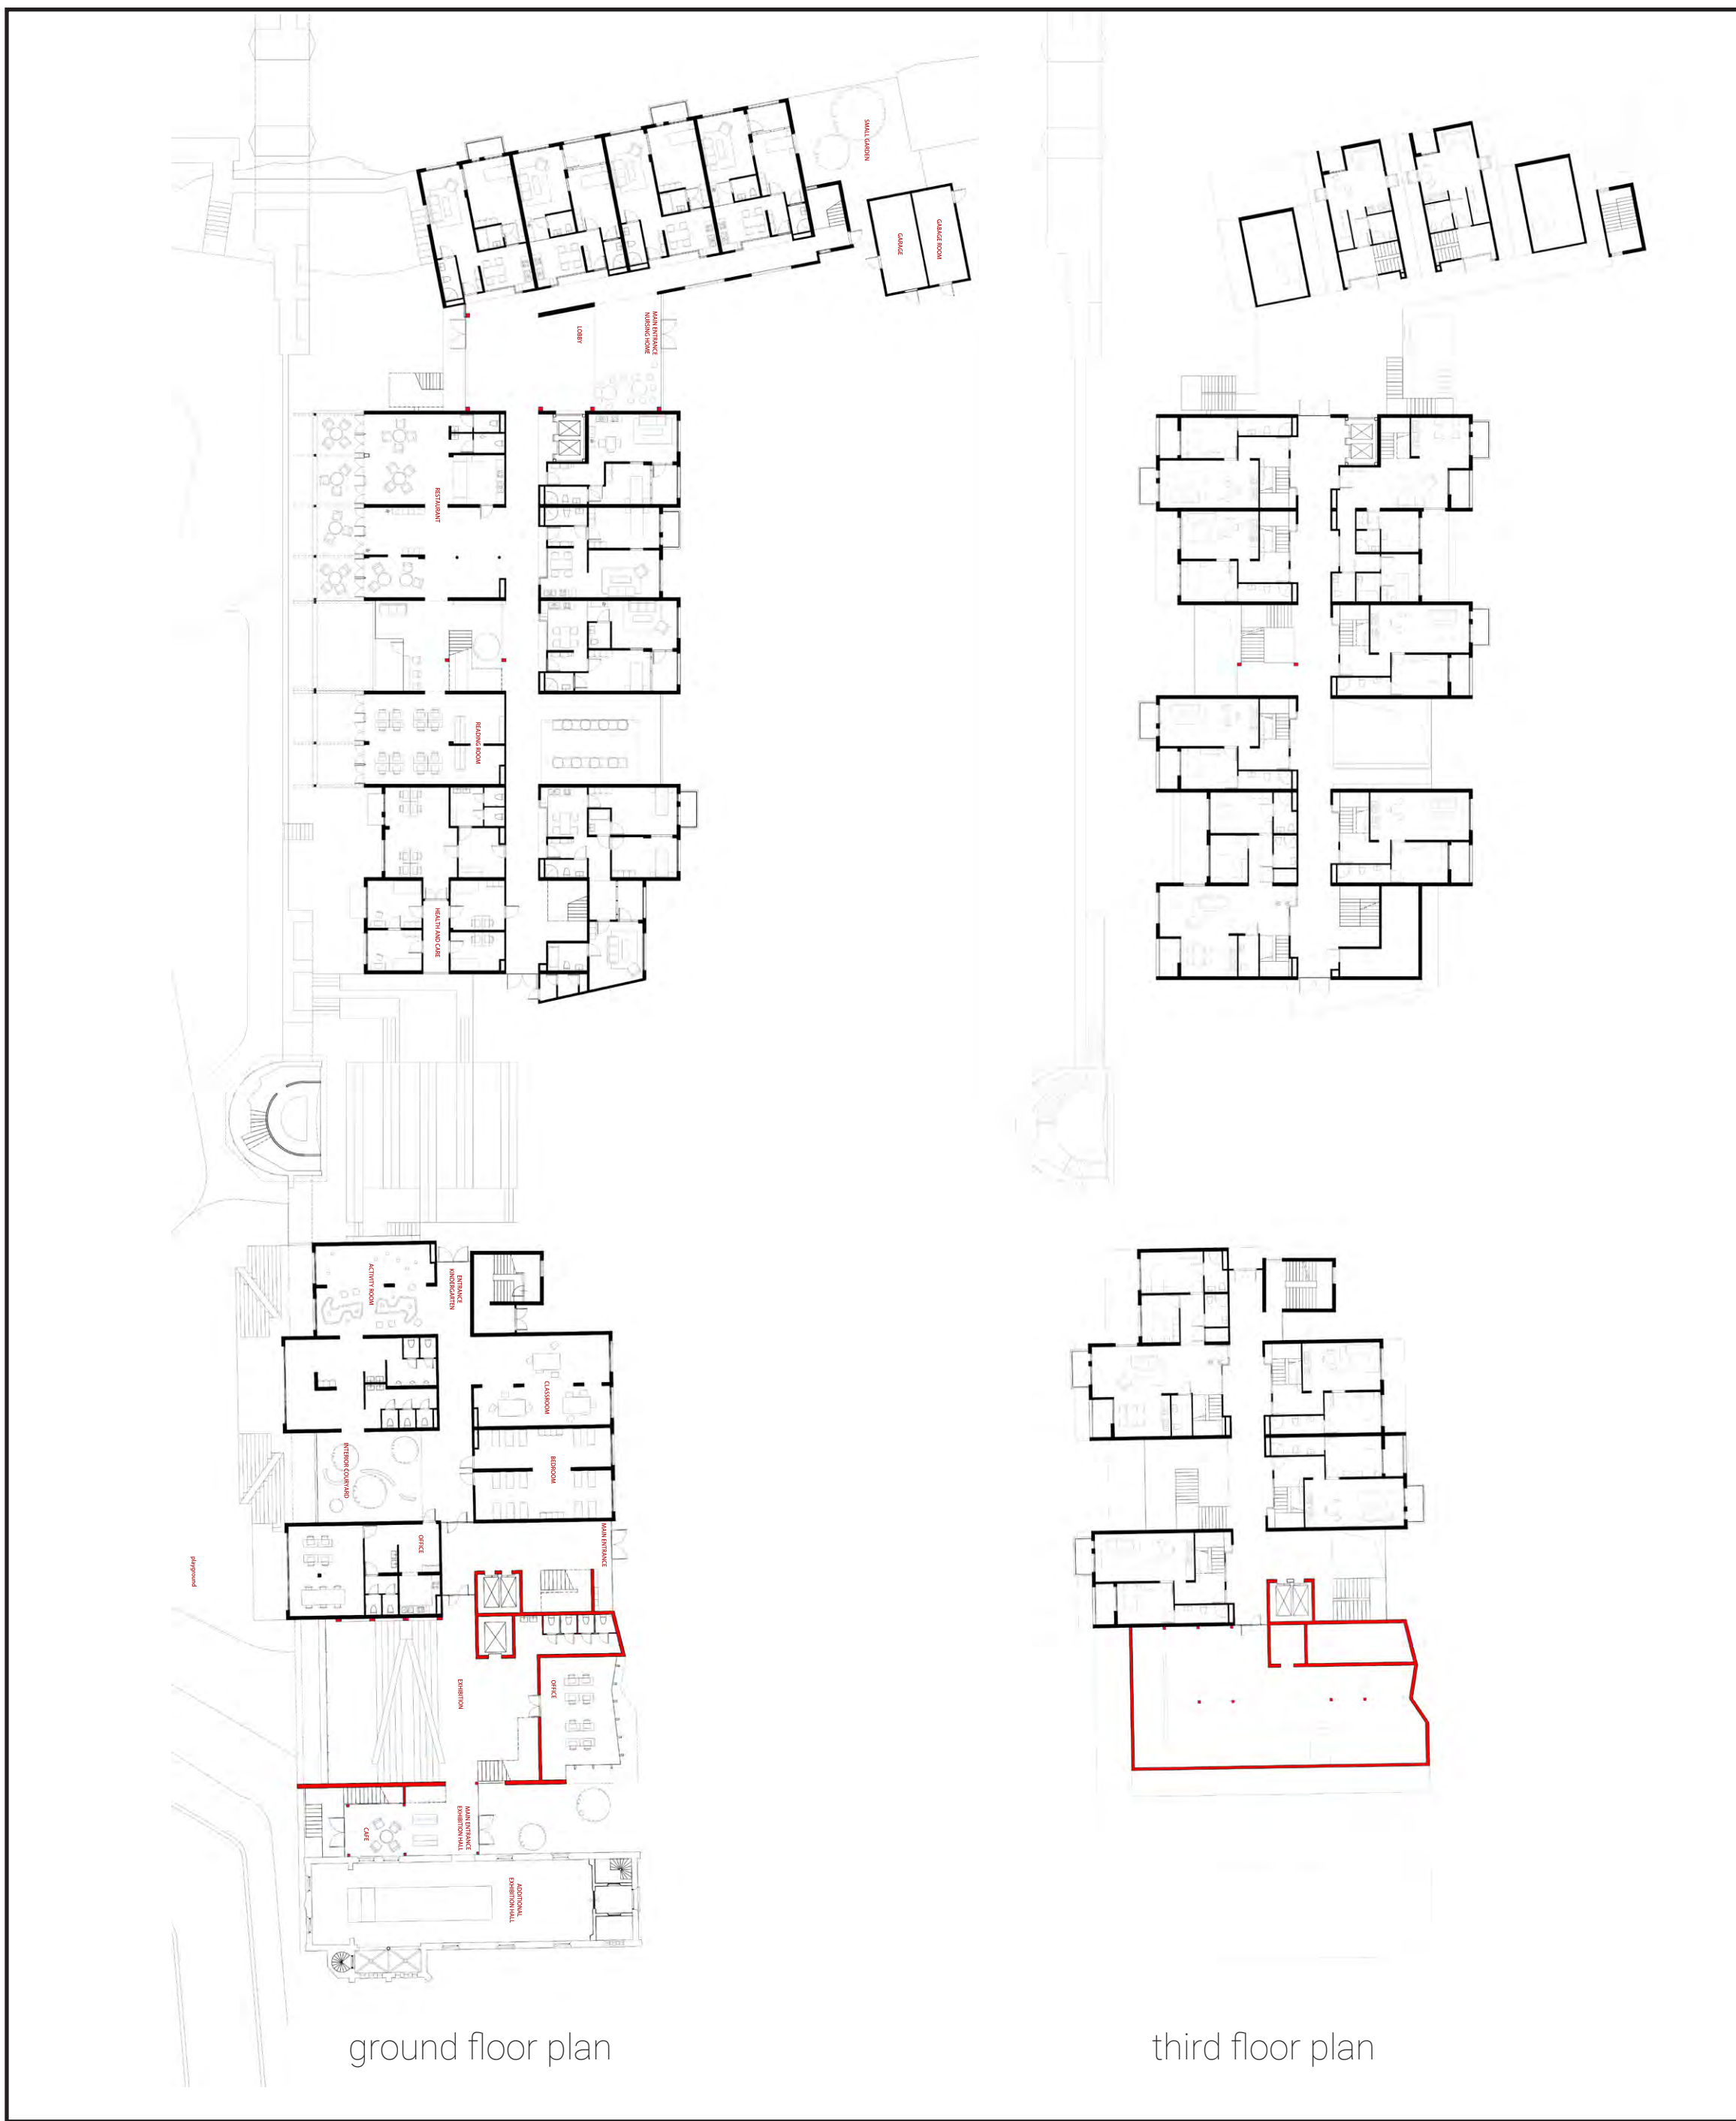 SMALL GARDEN
GARAGE
GABAGE ROOM
LOBBY
MAIN ENTRANCE
NURSING HOME
RESTAURANT
READING ROOM
HEALTH AND CARE
ACTIVITY ROOM
ENTRANCE
KINDERGARTEN
CLASSROOM
INTERIOR COURYARD
BEDROOM
OFFICE
MAIN ENTRANCE
playground
EXHIBITION
OFFICE
CAFE
MAIN ENTRANCE
EXHIBITION HALL
ADDITIONAL
EXHIBITION HALL
ground floor plan
third floor plan